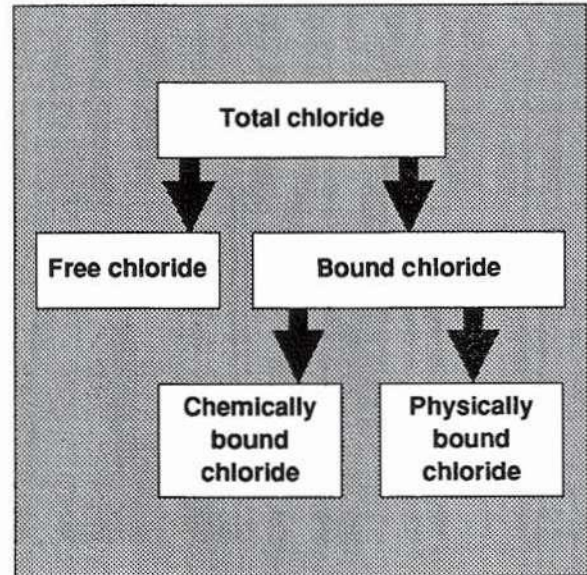 Total chloride
Free chloride
Bound chloride
Chemically
bound
chloride
Physically
bound
chloride